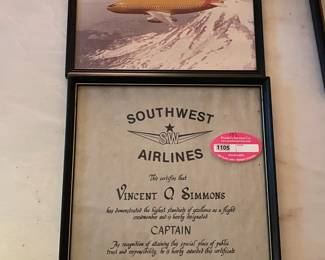 SOUTHWEST
SW
AIRLINES
1105
This certifies that
VINCENT O SIMMONS
has demonstrated the highest standards of excellence as a flight
crewmember and is hereby designated
CAPTAIN
In recognition of attaining this special place of public
trust and responsibility, he is hereby awarded this certificate